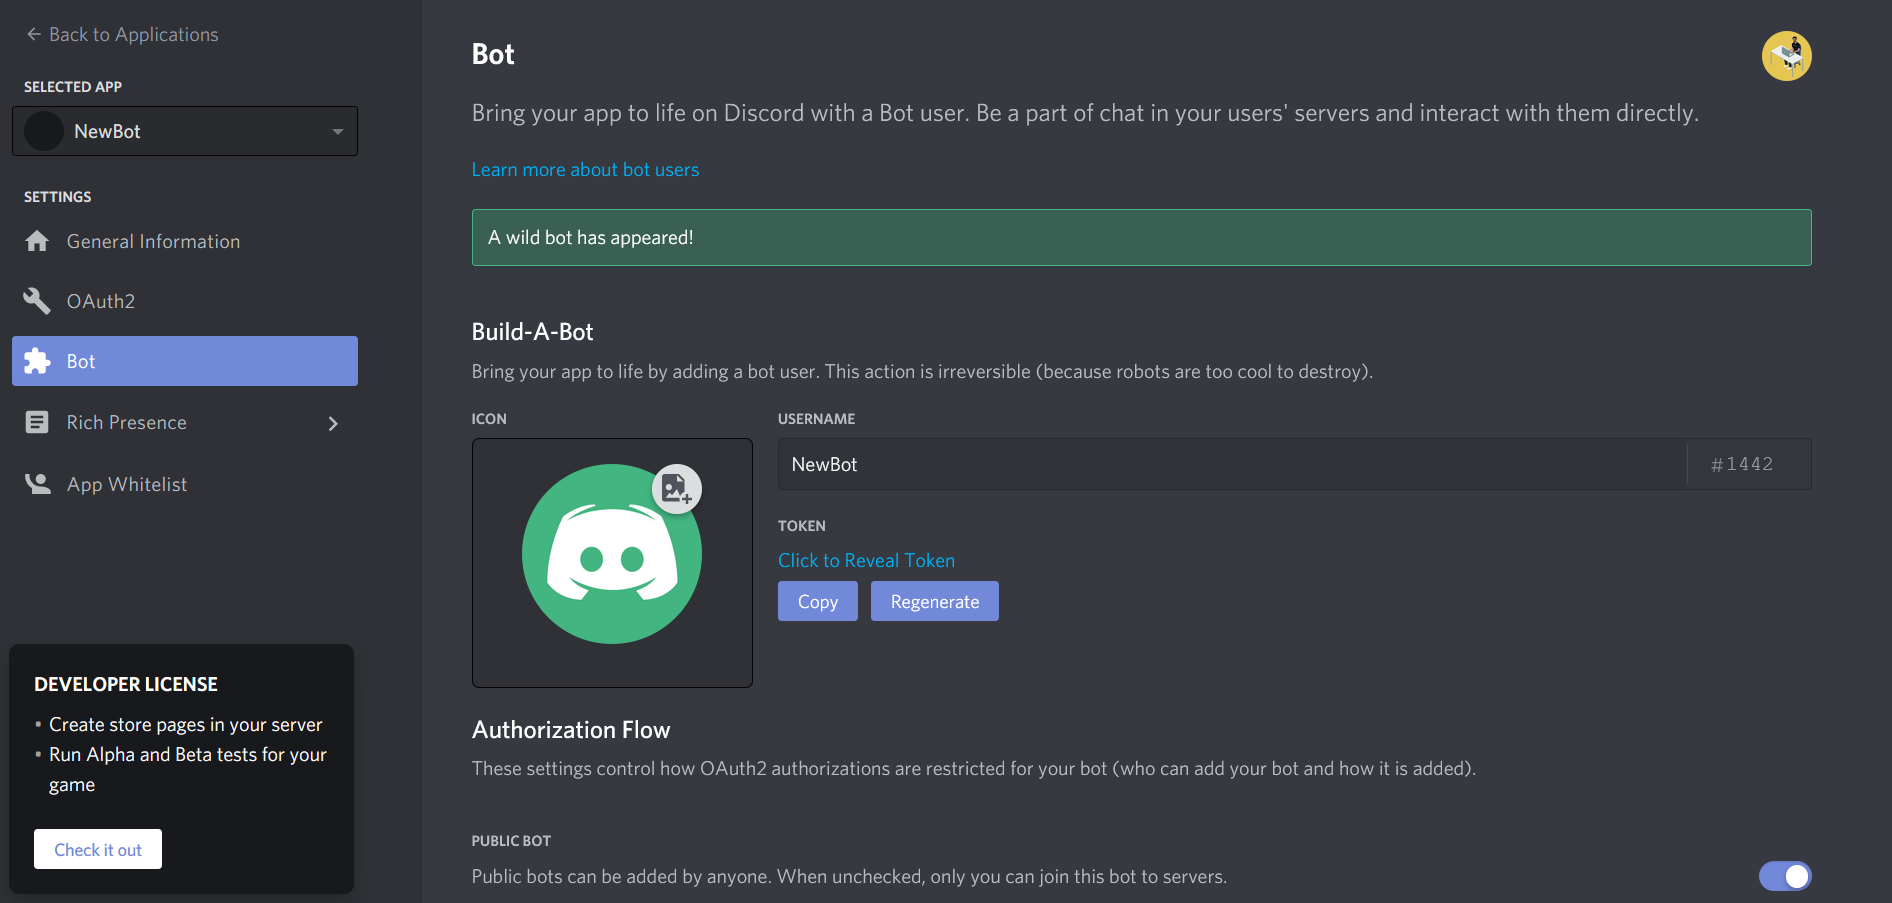 ← Back to Applications
SELECTED APP
NewBot
SETTINGS
General Information
OAuth2
Bot
Rich Presence
App Whitelist
DEVELOPER LICENSE
• Create store pages in your server
• Run Alpha and Beta tests for your
game
Check it out
Bot
Bring your app to life on Discord with a Bot user. Be a part of chat in your users' servers and interact with them directly.
Learn more about bot users
A wild bot has appeared!
Build-A-Bot
Bring your app to life by adding a bot user. This action is irreversible (because robots are too cool to destroy).
ICON
USERNAME
NewBot #1442
TOKEN
Click to Reveal Token
Copy Regenerate
Authorization Flow
These settings control how OAuth2 authorizations are restricted for your bot (who can add your bot and how it is added).
PUBLIC BOT
Public bots can be added by anyone. When unchecked, only you can join this bot to servers.